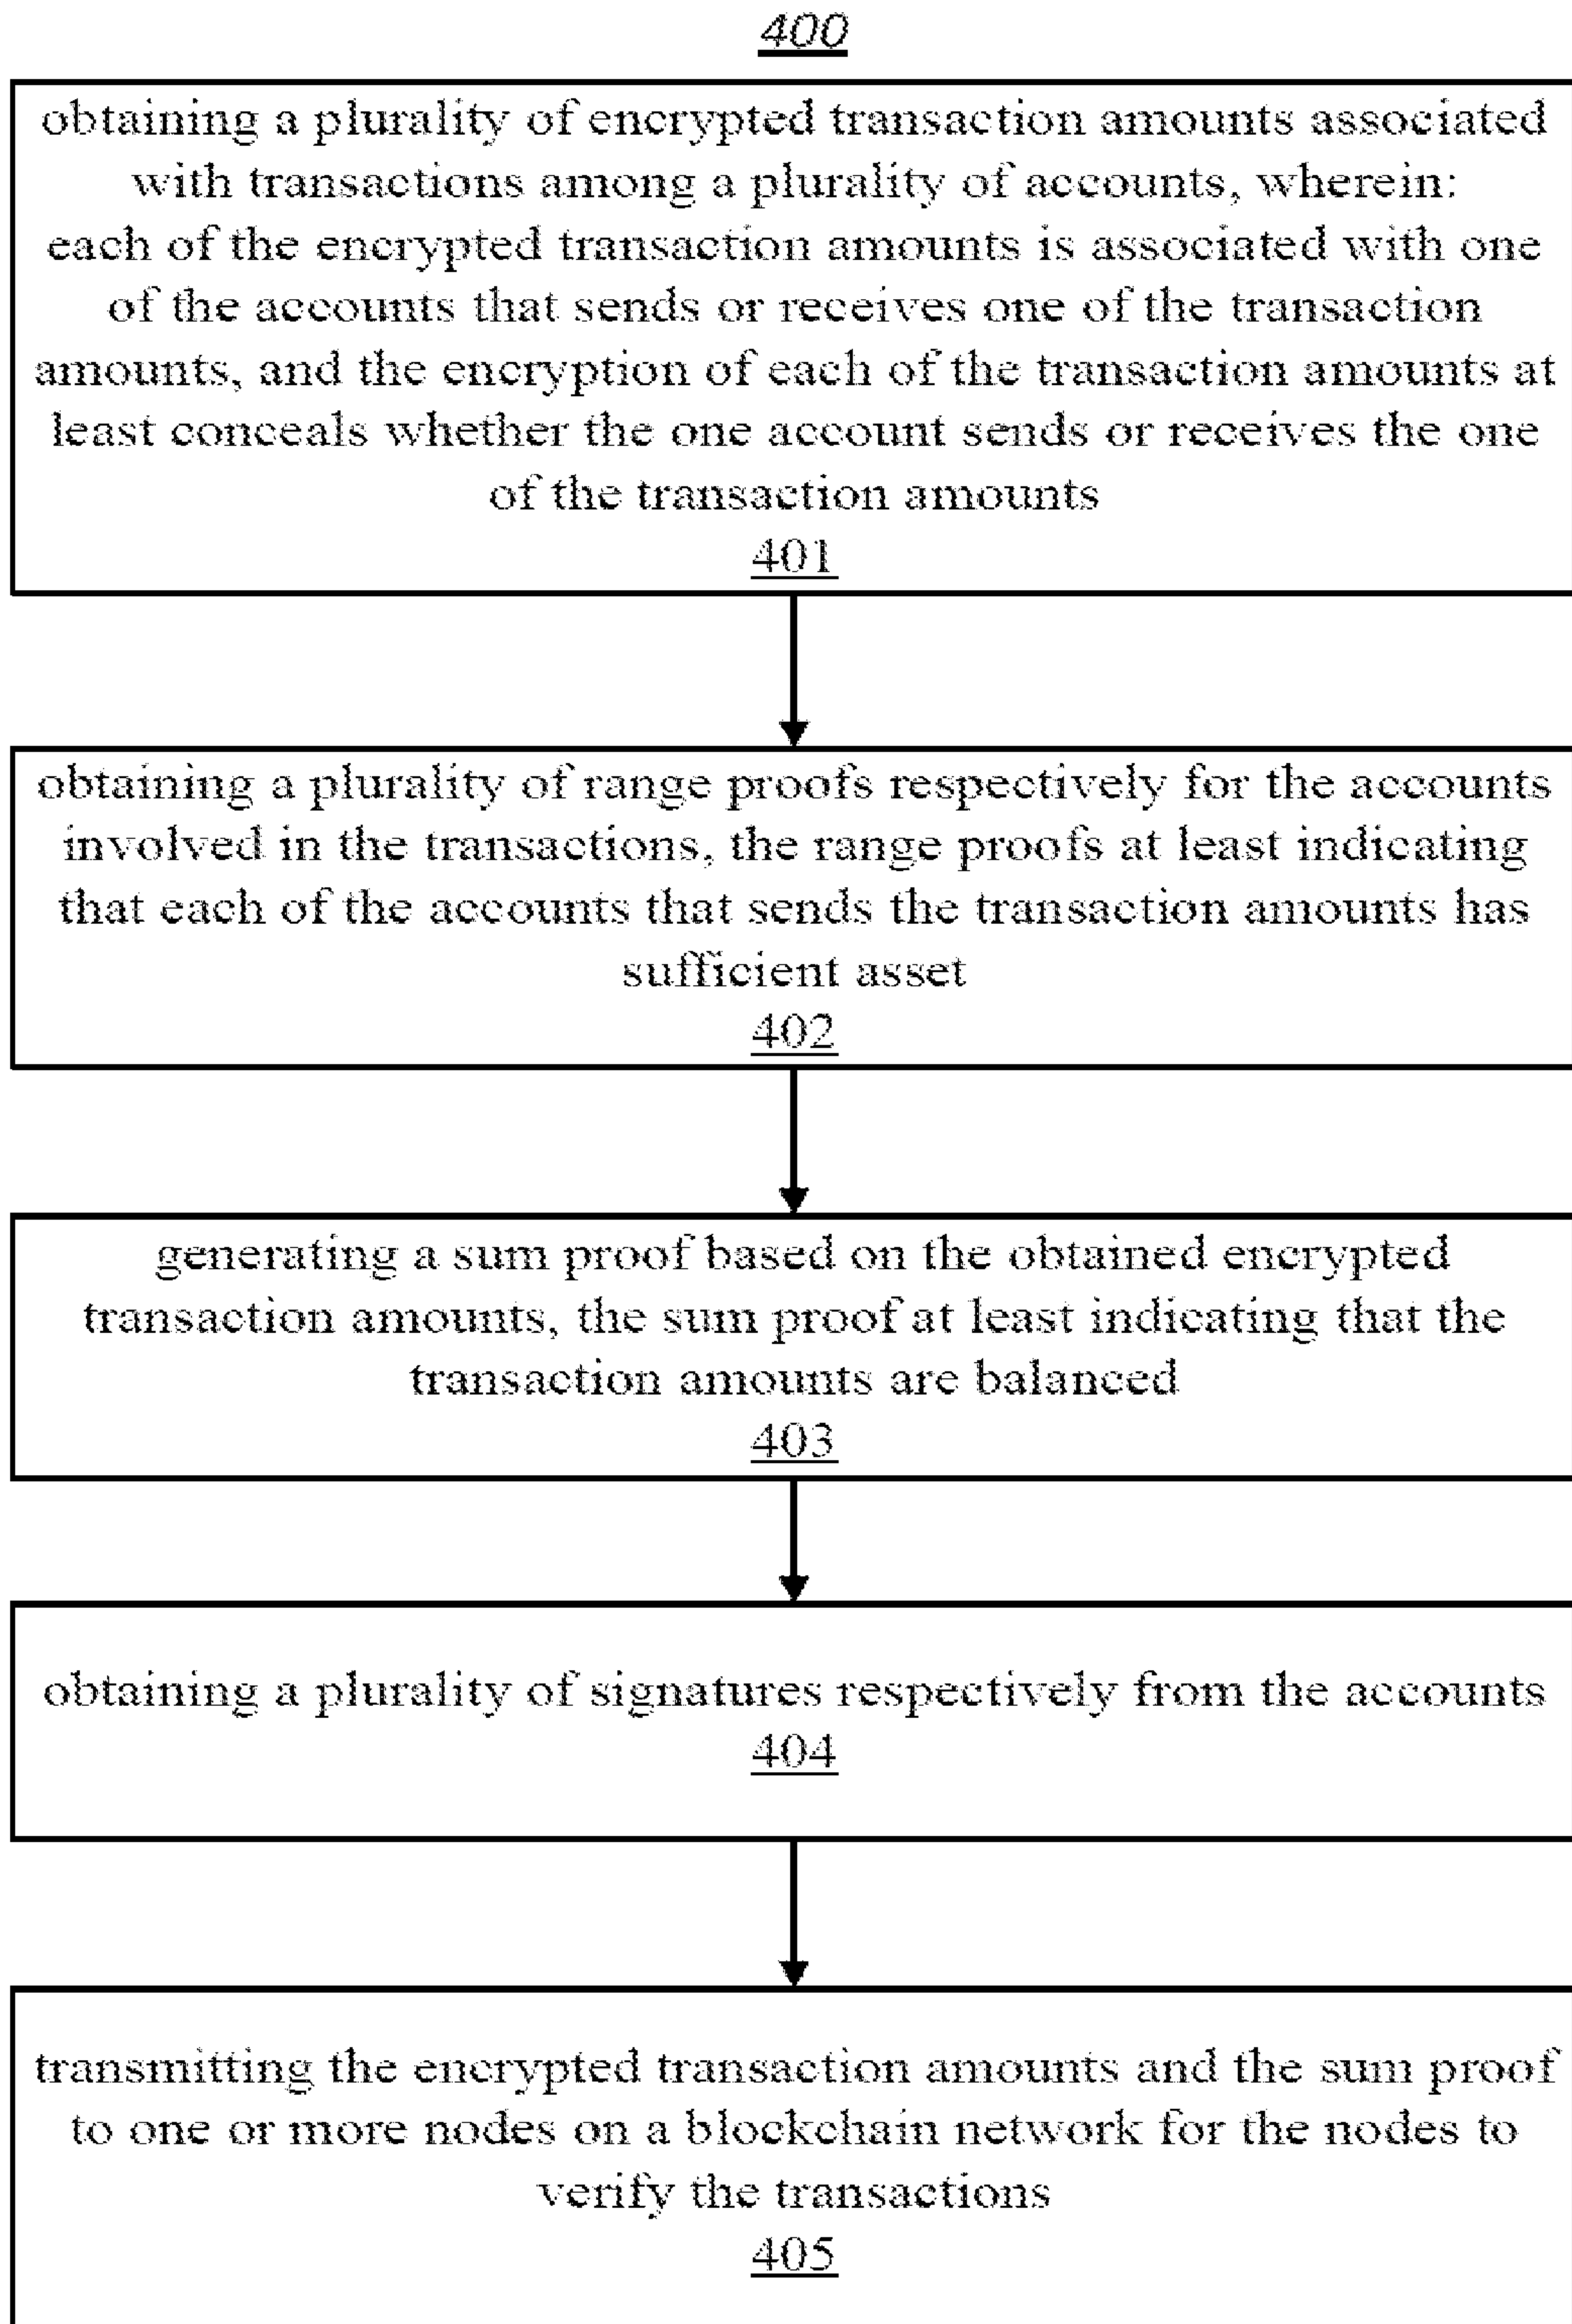 400
obtaining a plurality of encrypted transaction amounts associated
with transactions among a plurality of accounts, wherein:
each of the encrypted transaction amounts is associated with one
of the accounts that sends or receives one of the transaction
amounts, and the encryption of each of the transaction amounts at
least conceals whether the one account sends or receives the one
of the transaction amounts
401
obtaining a plurality of range proofs respectively for the accounts
involved in the transactions, the range proofs at least indicating
that each of the accounts that sends the transaction amounts has
sufficient asset
402
generating a sum proof based on the obtained encrypted
transaction amounts, the sum proof at least indicating that the
transaction amounts are balanced
403
obtaining a plurality of signatures respectively from the accounts
404
transmitting the encrypted transaction amounts and the sum proof
to one or more nodes on a blockchain network for the nodes to
verify the transactions
405